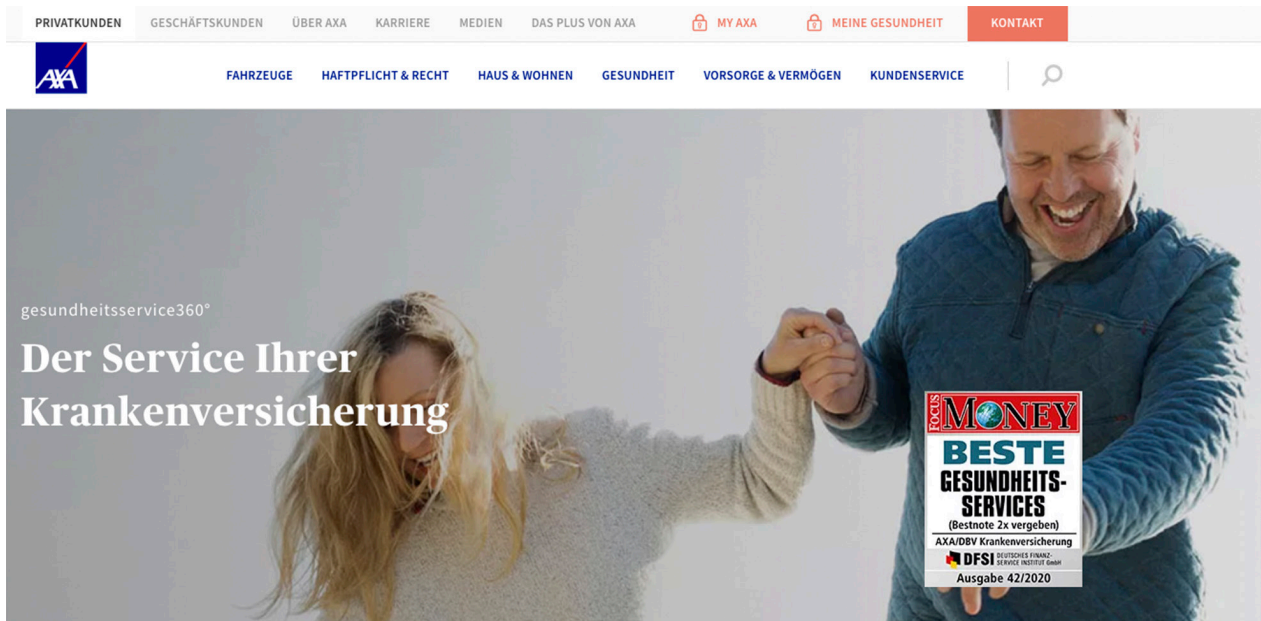 PRIVATKUNDEN GESCHÄFTSKUNDEN ÜBER AXA KARRIERE MEDIEN DAS PLUS VON AXA MY AXA MEINE GESUNDHEIT KONTAKT
AXA FAHRZEUGE HAFTPFLICHT & RECHT HAUS & WOHNEN GESUNDHEIT VORSORGE & VERMÖGEN KUNDENSERVICE
gesundheitsservice360°
Der Service Ihrer
Krankenversicherung
FOCUS MONEY
BESTE
GESUNDHEITS-
SERVICES
(Bestnote 2x vergeben)
AXA/DBV Krankenversicherung
DFSI DEUTSCHES FINANZ-
SERVICE INSTITUT GmbH
Ausgabe 42/2020